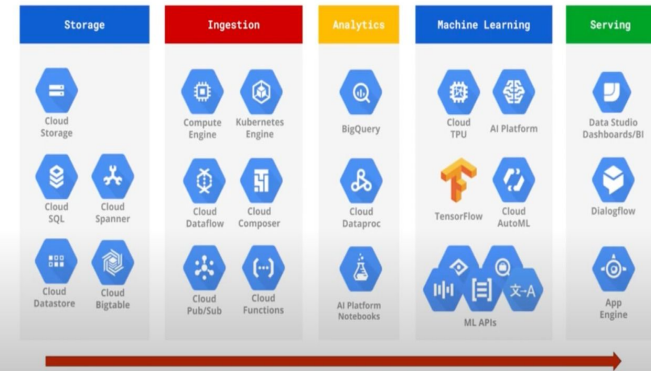 Storage
Ingestion
Analytics
Machine Learning
Serving
Cloud
Storage
Compute
Engine
Kubernetes
Engine
BigQuery
Cloud
TPU
AI Platform
Data Studio
Dashboards/BI
Cloud
SQL
Cloud
Spanner
Cloud
Dataflow
Cloud
Composer
Cloud
Dataproc
TensorFlow
Cloud
AutoML
Dialogflow
Cloud
Datastore
Cloud
Bigtable
Cloud
Pub/Sub
Cloud
Functions
AI Platform
Notebooks
文→A
ML APIs
App
Engine